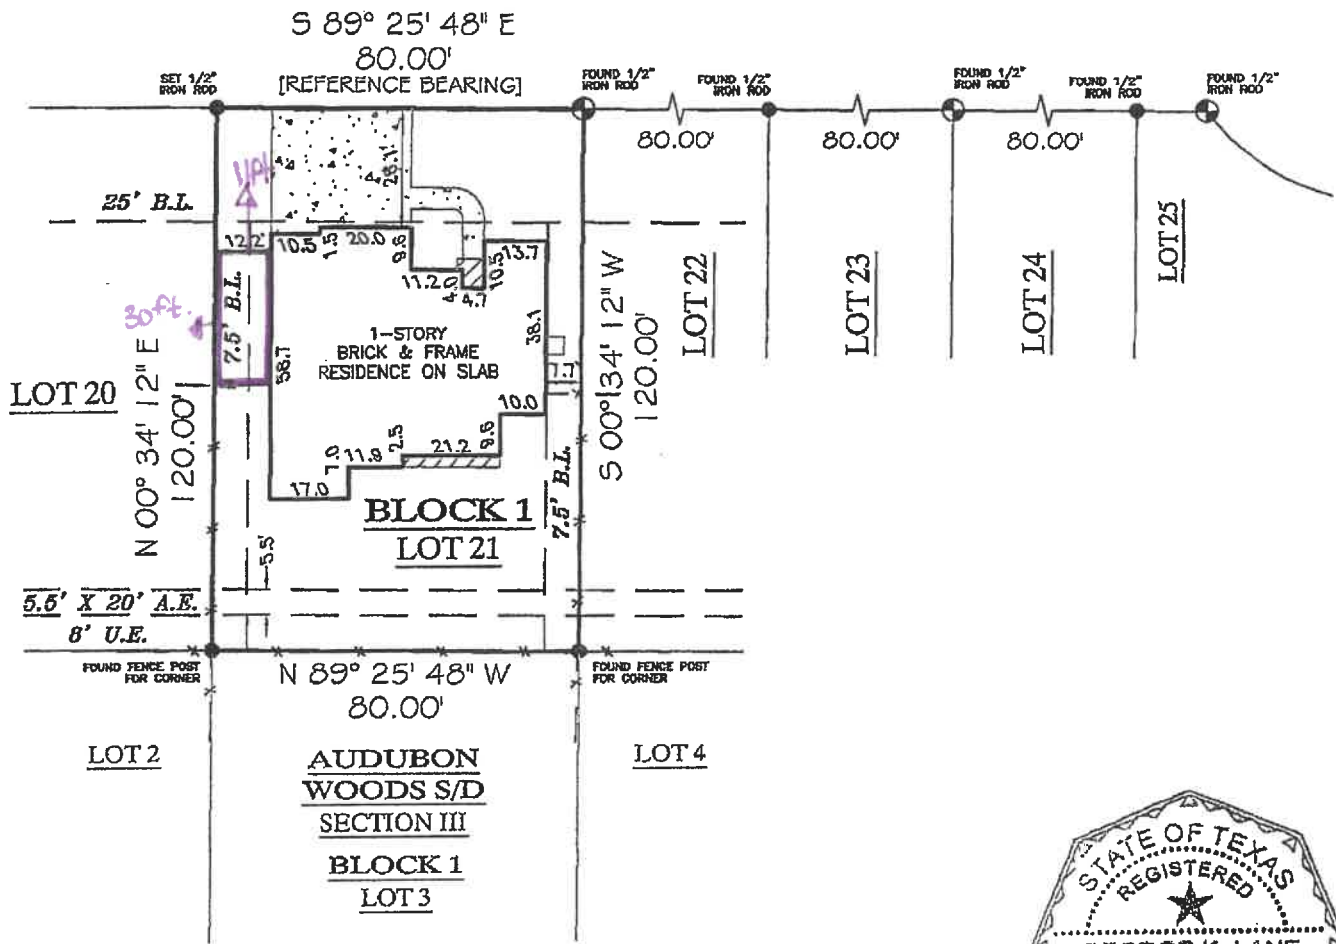 S 89° 25' 48" E
80.00'
[REFERENCE BEARING]
SET 1/2"
IRON ROD
FOUND 1/2"
IRON ROD
FOUND 1/2"
IRON ROD
FOUND 1/2"
IRON ROD
FOUND 1/2"
IRON ROD
FOUND 1/2"
IRON ROD
80.00'
80.00'
80.00'
28.1'
25' B.L.
12.2'
10.5
1.5
20.0
9.6
11.2
4.0
4.7
10.5
13.7
30ft.
7.5' B.L.
58.7
1-STORY
BRICK & FRAME
RESIDENCE ON SLAB
38.1
7.7'
10.0
LOT 20
N 00° 34' 12" E
120.00'
S 00° 34' 12" W
120.00'
LOT 22
LOT 23
LOT 24
LOT 25
17.0
7.0
11.9
2.5
21.2
9.6
7.5' B.L.
BLOCK 1
LOT 21
5.5'
5.5' X 20' A.E.
8' U.E.
FOUND FENCE POST
FOR CORNER
N 89° 25' 48" W
80.00'
FOUND FENCE POST
FOR CORNER
LOT 2
AUDUBON
WOODS S/D
SECTION III
BLOCK 1
LOT 3
LOT 4
STATE OF TEXAS
REGISTERED